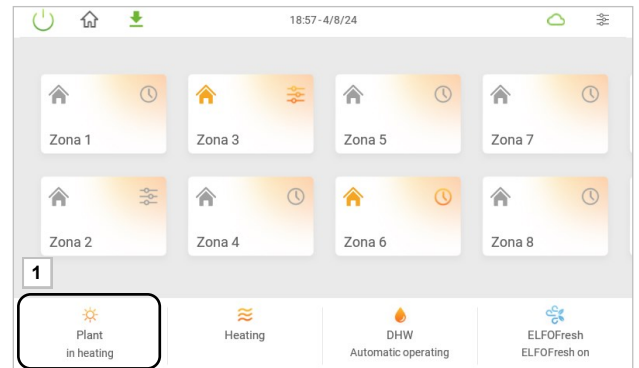 18:57-4/8/24
Zona 1
Zona 3
Zona 5
Zona 7
Zona 2
Zona 4
Zona 6
Zona 8
1
Plant
in heating
Heating
DHW
Automatic operating
ELFOFresh
ELFOFresh on